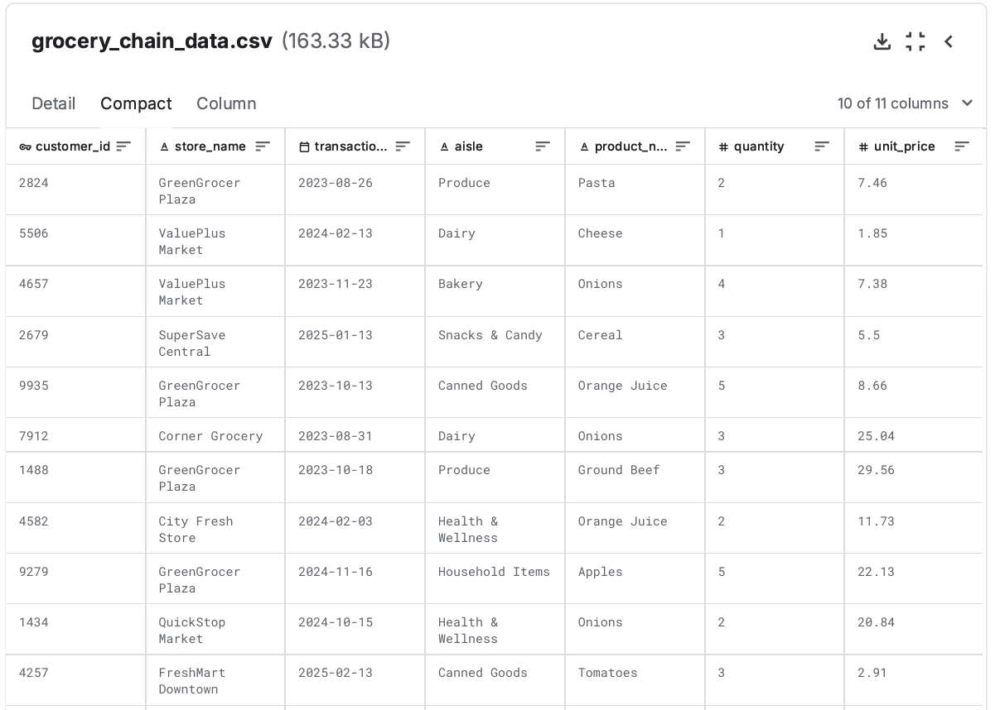 grocery_chain_data.csv (163.33 kB)
Detail Compact Column 10 of 11 columns
customer_id store_name transactio... aisle product_n... quantity unit_price
2824 GreenGrocer 2023-08-26 Produce Pasta 2 7.46
Plaza
5506 ValuePlus 2024-02-13 Dairy Cheese 1 1.85
Market
4657 ValuePlus 2023-11-23 Bakery Onions 4 7.38
Market
2679 SuperSave 2025-01-13 Snacks & Candy Cereal 3 5.5
Central
9935 GreenGrocer 2023-10-13 Canned Goods Orange Juice 5 8.66
Plaza
7912 Corner Grocery 2023-08-31 Dairy Onions 3 25.04
1488 GreenGrocer 2023-10-18 Produce Ground Beef 3 29.56
Plaza
4582 City Fresh 2024-02-03 Health & Orange Juice 2 11.73
Store Wellness
9279 GreenGrocer 2024-11-16 Household Items Apples 5 22.13
Plaza
1434 QuickStop 2024-10-15 Health & Onions 2 20.84
Market Wellness
4257 FreshMart 2025-02-13 Canned Goods Tomatoes 3 2.91
Downtown